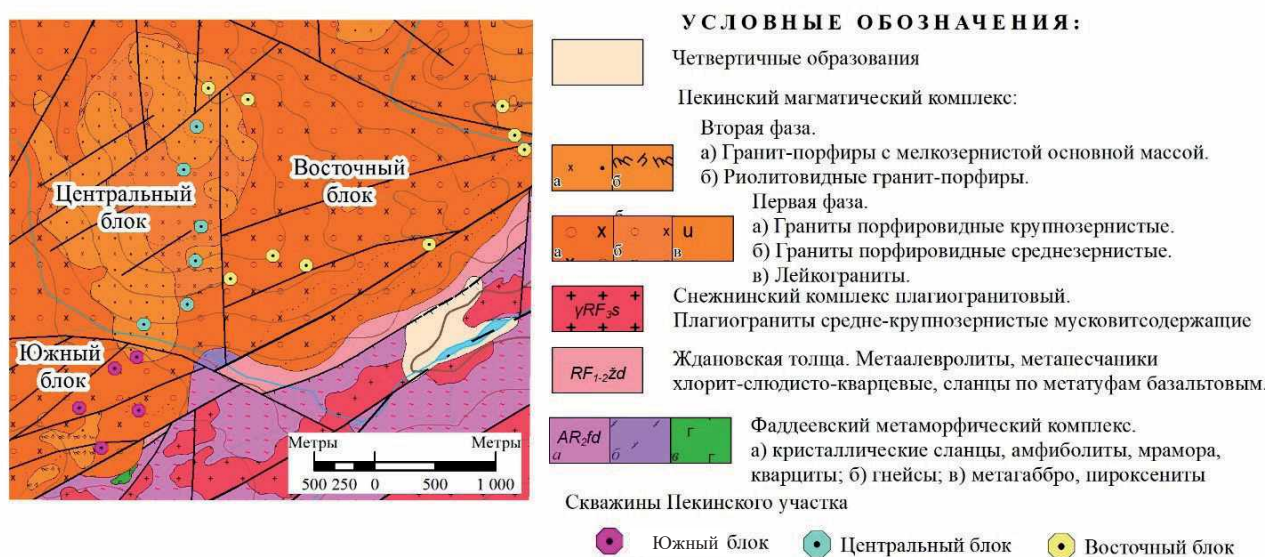 УСЛОВНЫЕ ОБОЗНАЧЕНИЯ:
Четвертичные образования
Пекинский магматический комплекс:
Вторая фаза.
а) Гранит-порфиры с мелкозернистой основной массой.
б) Риолитовидные гранит-порфиры.
а б
Первая фаза.
а) Граниты порфировидные крупнозернистые.
б) Граниты порфировидные среднезернистые.
в) Лейкограниты.
б
а б в
γRF₃s
Снежнинский комплекс плагиогранитовый.
Плагиограниты средне-крупнозернистые мусковитсодержащие
RF₁₋₂žd
Ждановская толща. Метаалевролиты, метапесчаники
хлорит-слюдисто-кварцевые, сланцы по метатуфам базальтовым.
AR₂fd
а б в
Фаддеевский метаморфический комплекс.
а) кристаллические сланцы, амфиболиты, мрамора,
кварциты; б) гнейсы; в) метагаббро, пироксениты
Скважины Пекинского участка
Южный блок Центральный блок Восточный блок
Восточный
блок
Центральный
блок
Южный
блок
Метры Метры
500 250 0 500 1 000